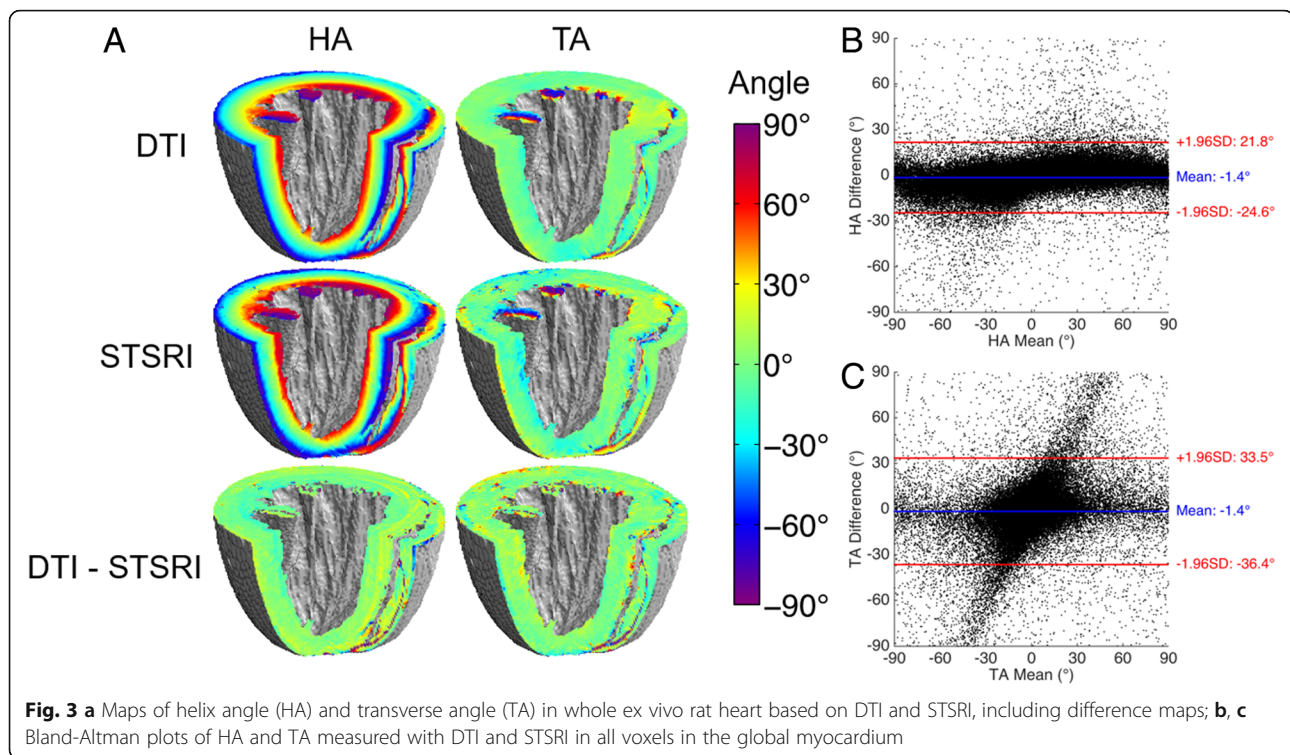 A
HA
TA
DTI
STSRI
DTI - STSRI
Angle
90°
60°
30°
0°
−30°
−60°
−90°
B
HA Difference (°)
90
60
30
0
-30
-60
-90
+1.96SD: 21.8°
Mean: -1.4°
-1.96SD: -24.6°
-90 -60 -30 0 30 60 90
HA Mean (°)
C
TA Difference (°)
90
60
30
0
-30
-60
-90
+1.96SD: 33.5°
Mean: -1.4°
-1.96SD: -36.4°
-90 -60 -30 0 30 60 90
TA Mean (°)
Fig. 3 a Maps of helix angle (HA) and transverse angle (TA) in whole ex vivo rat heart based on DTI and STSRI, including difference maps; b, c
Bland-Altman plots of HA and TA measured with DTI and STSRI in all voxels in the global myocardium